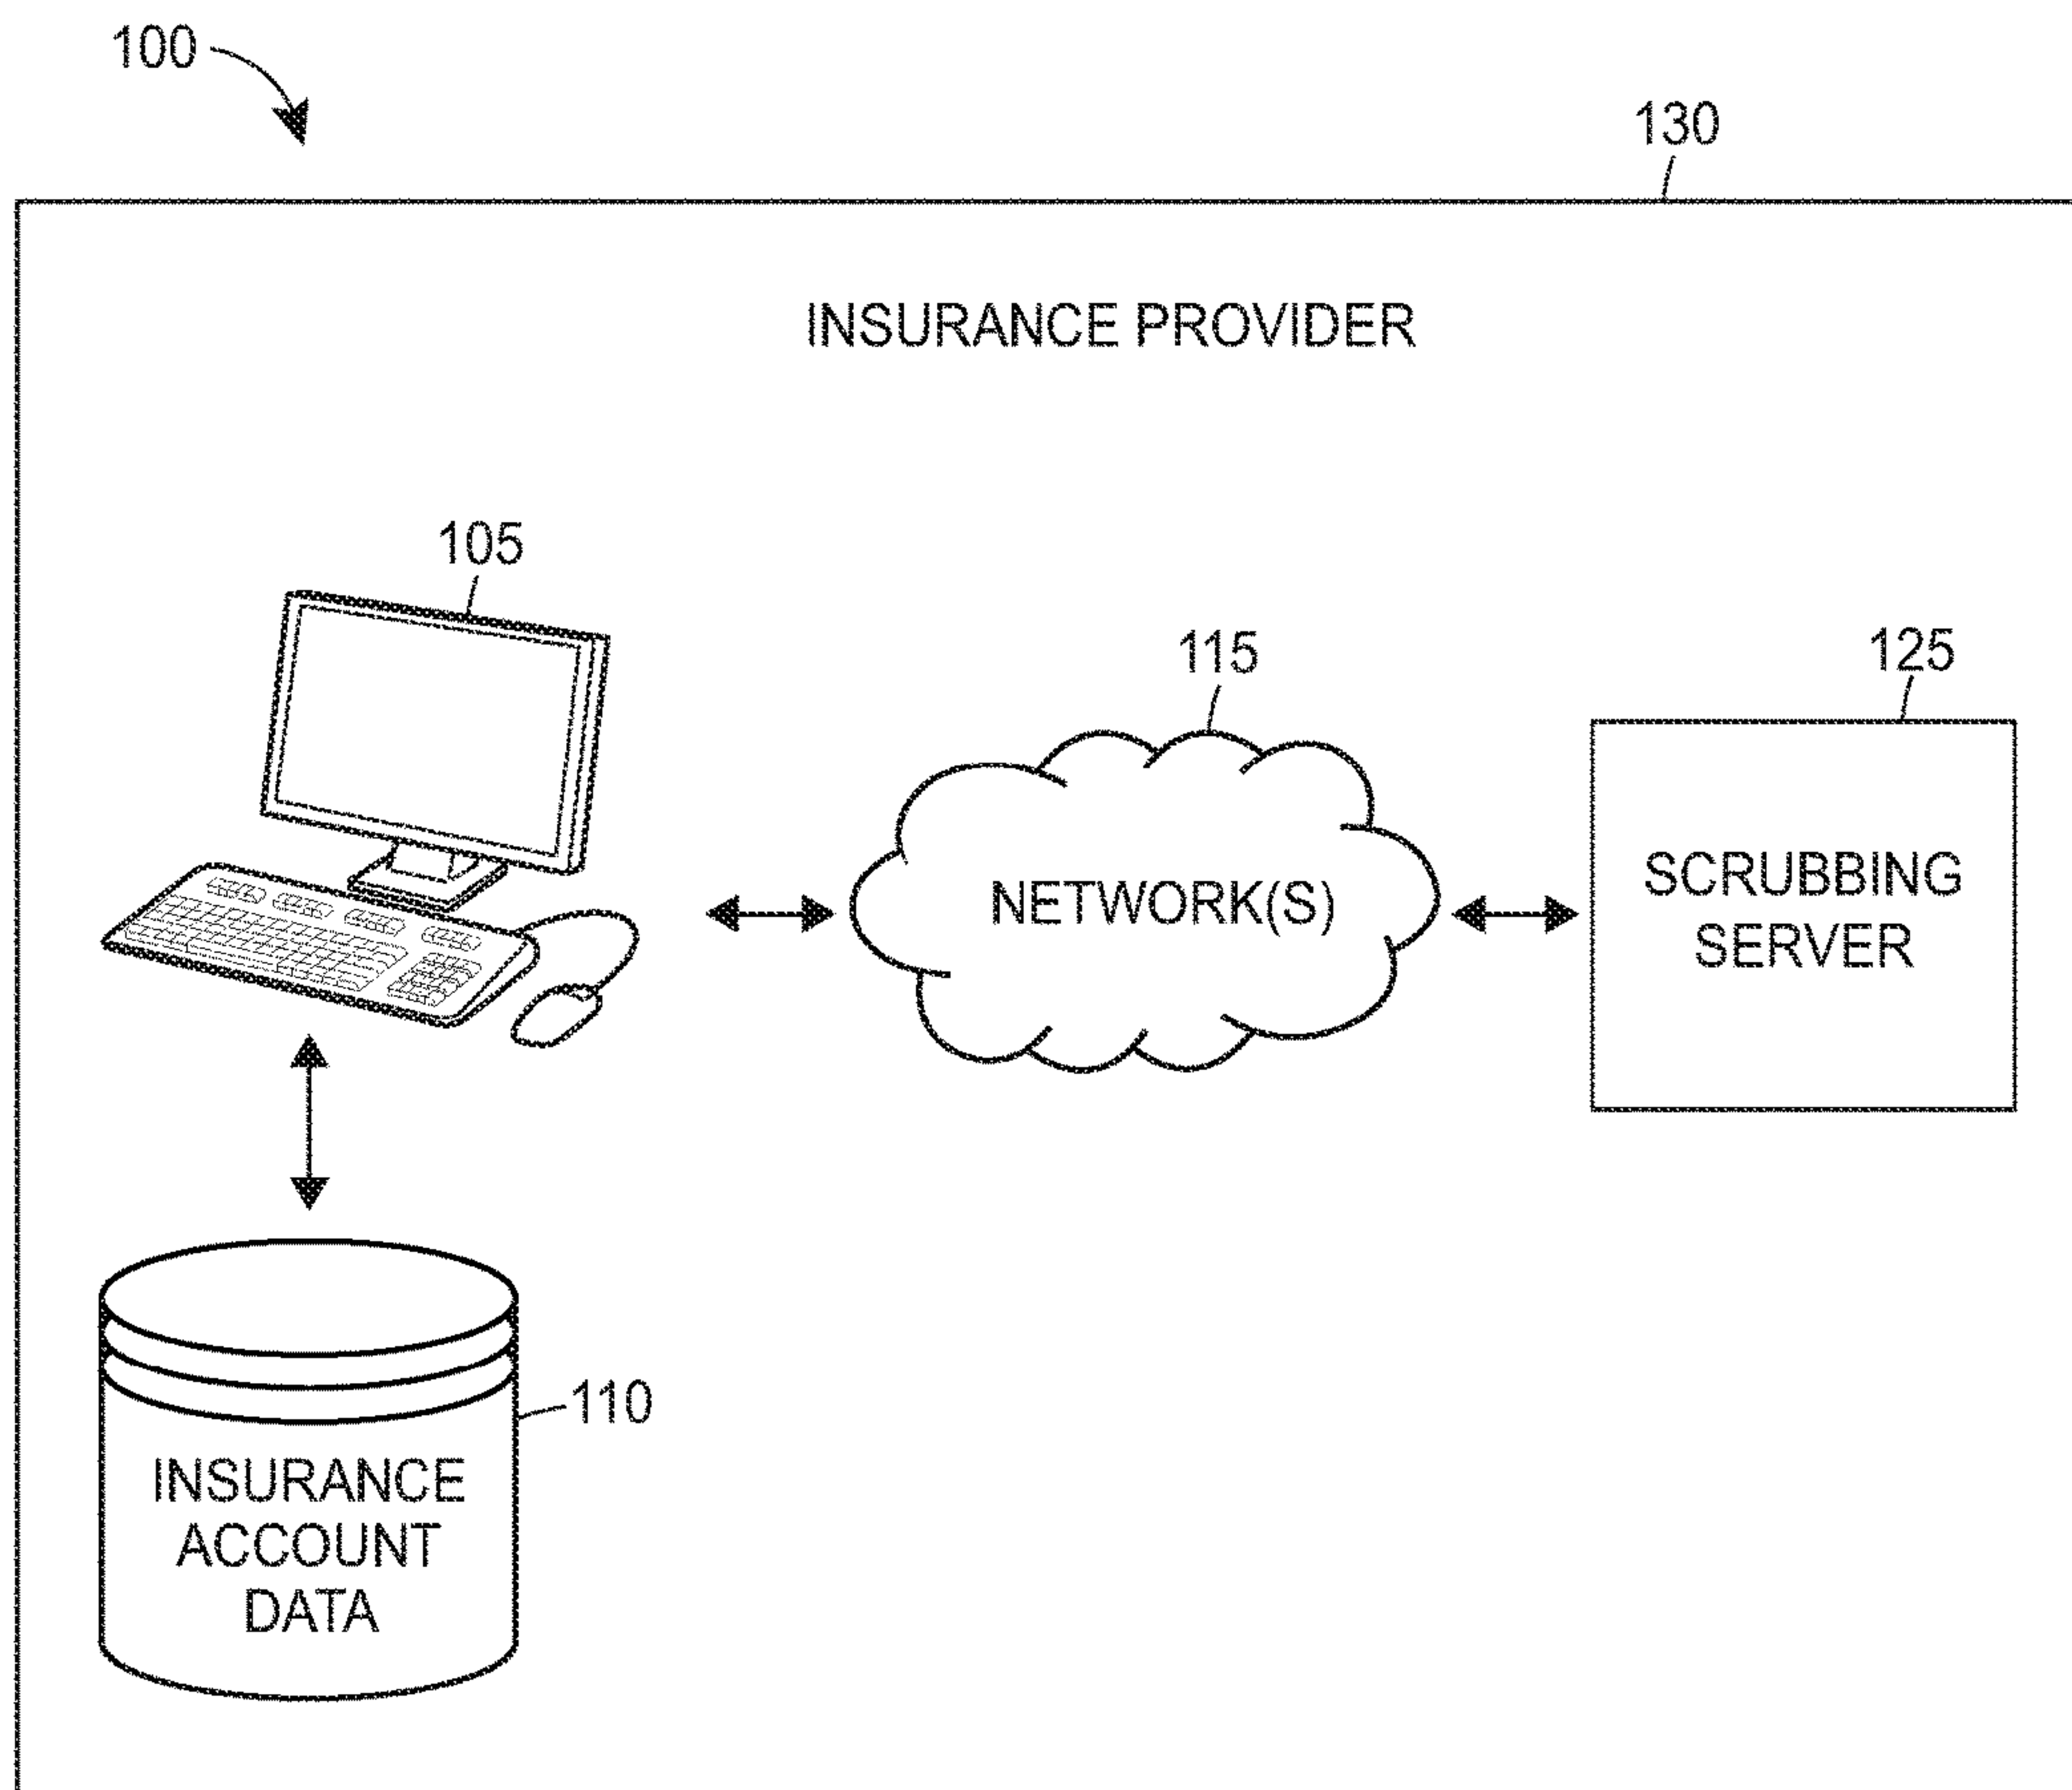 100
130
INSURANCE PROVIDER
105
115
125
NETWORK(S)
SCRUBBING
SERVER
110
INSURANCE
ACCOUNT
DATA